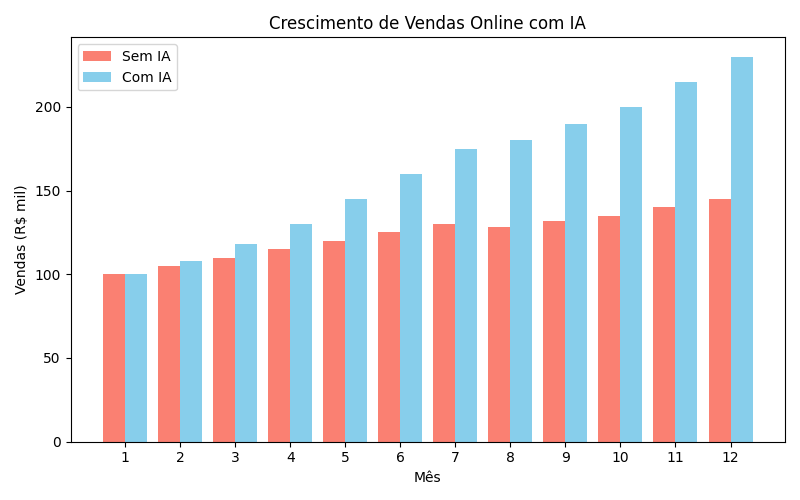 Crescimento de Vendas Online com IA
Sem IA
Com IA
Vendas (R$ mil)
200
150
100
50
0
1 2 3 4 5 6 7 8 9 10 11 12
Mês